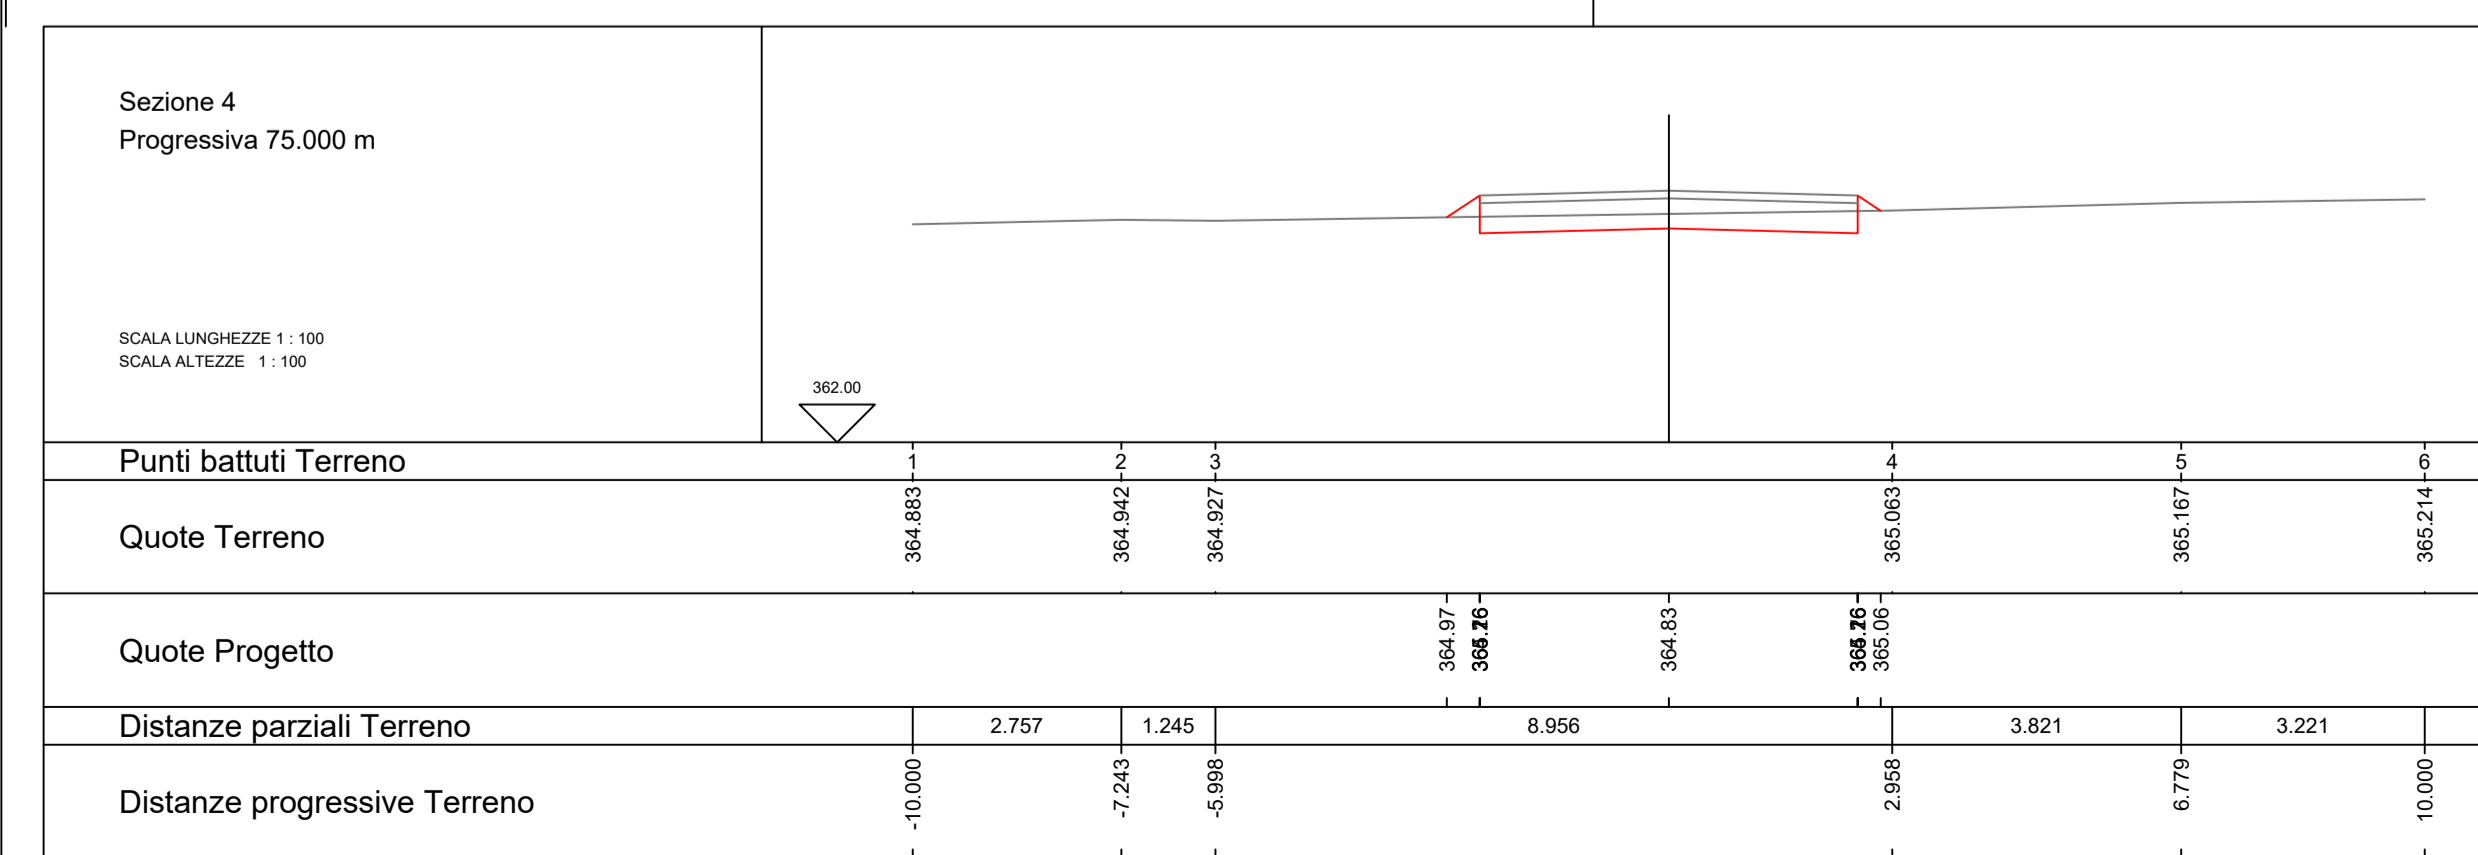 Sezione 4
Progressiva 75.000 m
SCALA LUNGHEZZE 1 : 100
SCALA ALTEZZE 1 : 100
362.00
Punti battuti Terreno 1 2 3 4 5 6
Quote Terreno 364.883 364.942 364.927 365.063 365.167 365.214
Quote Progetto 364.97 364.83 365.06
Distanze parziali Terreno 2.757 1.245 8.956 3.821 3.221
Distanze progressive Terreno -10.000 -7.243 -5.998 2.958 6.779 10.000